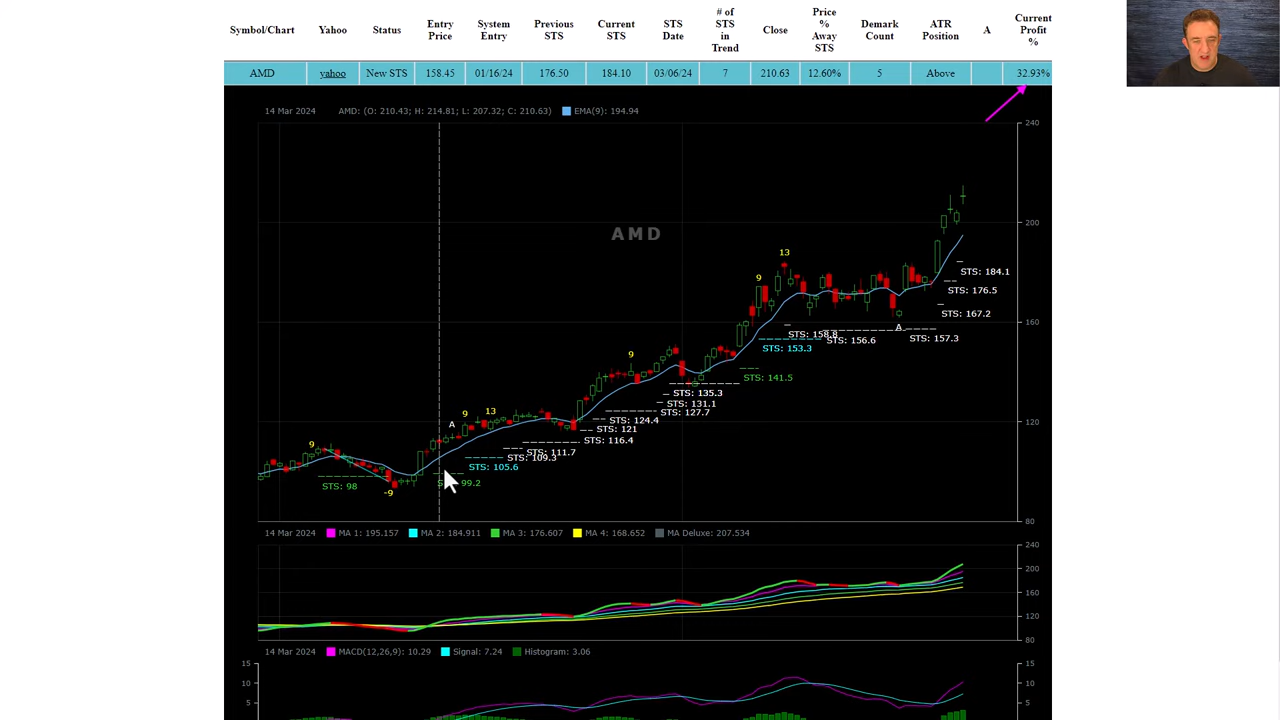 Symbol/Chart Yahoo Status Entry Price System Entry Previous STS Current STS STS Date # of STS in Trend Close Price % Away STS Demark Count ATR Position A Current Profit %
AMD yahoo New STS 158.45 01/16/24 176.50 184.10 03/06/24 7 210.63 12.60% 5 Above 32.93%
14 Mar 2024 AMD: (O: 210.43; H: 214.81; L: 207.32; C: 210.63) EMA(9): 194.94
240
AMD
200
13
9
STS: 184.1
STS: 176.5
STS: 167.2
160
A
STS: 158.8
STS: 156.6
STS: 157.3
STS: 153.3
9
STS: 141.5
STS: 135.3
STS: 131.1
STS: 127.7
STS: 124.4
STS: 121
120
9 13
A
STS: 116.4
STS: 111.7
STS: 109.3
STS: 105.6
9
99.2
STS: 98
-9
80
14 Mar 2024 MA 1: 195.157 MA 2: 184.911 MA 3: 176.607 MA 4: 168.652 MA Deluxe: 207.534
240
200
160
120
80
14 Mar 2024 MACD(12,26,9): 10.29 Signal: 7.24 Histogram: 3.06
15 15
10 10
5 5